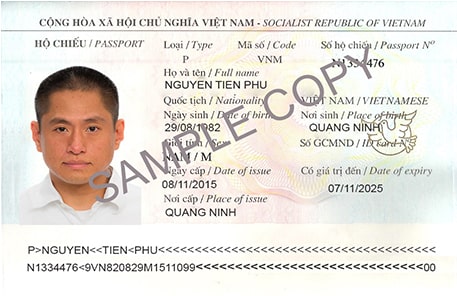 CỘNG HÒA XÃ HỘI CHỦ NGHĨA VIỆT NAM - SOCIALIST REPUBLIC OF VIETNAM
HỘ CHIẾU / PASSPORT Loại / Type Mã số / Code Số hộ chiếu / Passport Nº
P VNM N1334476
Họ và tên / Full name
NGUYEN TIEN PHU
Quốc tịch / Nationality VIỆT NAM / VIETNAMESE
Ngày sinh / Date of birth Nơi sinh / Place of birth
29/08/1982 QUANG NINH
Giới tính / Sex Số GCMND / ID card N
NAM / M
Ngày cấp / Date of issue Có giá trị đến / Date of expiry
08/11/2015 07/11/2025
Nơi cấp / Place of issue
QUANG NINH
SAMPLE COPY
P>NGUYEN<<TIEN<PHU<<<<<<<<<<<<<<<<<<<<<<<<<<
N1334476<9VN820829M1511099<<<<<<<<<<<<<<<<00